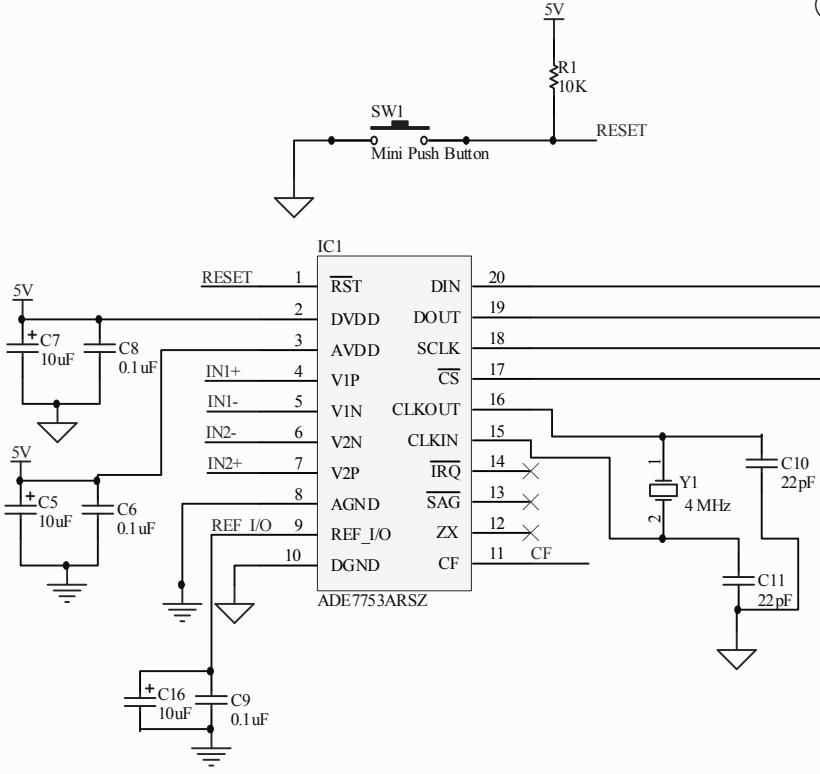 5V
R1
10K
SW1
RESET
Mini Push Button
IC1
RESET
1
RST
DIN
20
5V
2
DVDD
DOUT
19
C7
10uF
C8
0.1uF
3
AVDD
SCLK
18
IN1+
4
V1P
CS
17
IN1-
5
V1N
CLKOUT
16
IN2-
6
V2N
CLKIN
15
5V
IN2+
7
V2P
IRQ
14
1
Y1
4 MHz
2
C10
22pF
C5
10uF
C6
0.1uF
8
AGND
SAG
13
REF_I/O
9
REF_I/O
ZX
12
10
DGND
CF
11
CF
C11
22pF
ADE7753ARSZ
C16
10uF
C9
0.1uF